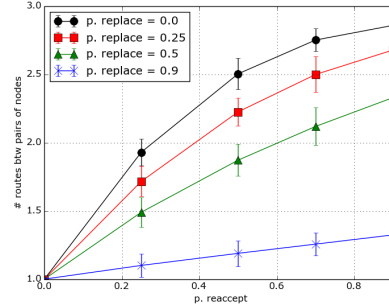 3.0
2.5
2.0
1.5
1.0
# routes btw pairs of nodes
p. replace = 0.0
p. replace = 0.25
p. replace = 0.5
p. replace = 0.9
0.0 0.2 0.4 0.6 0.8
p. reaccept